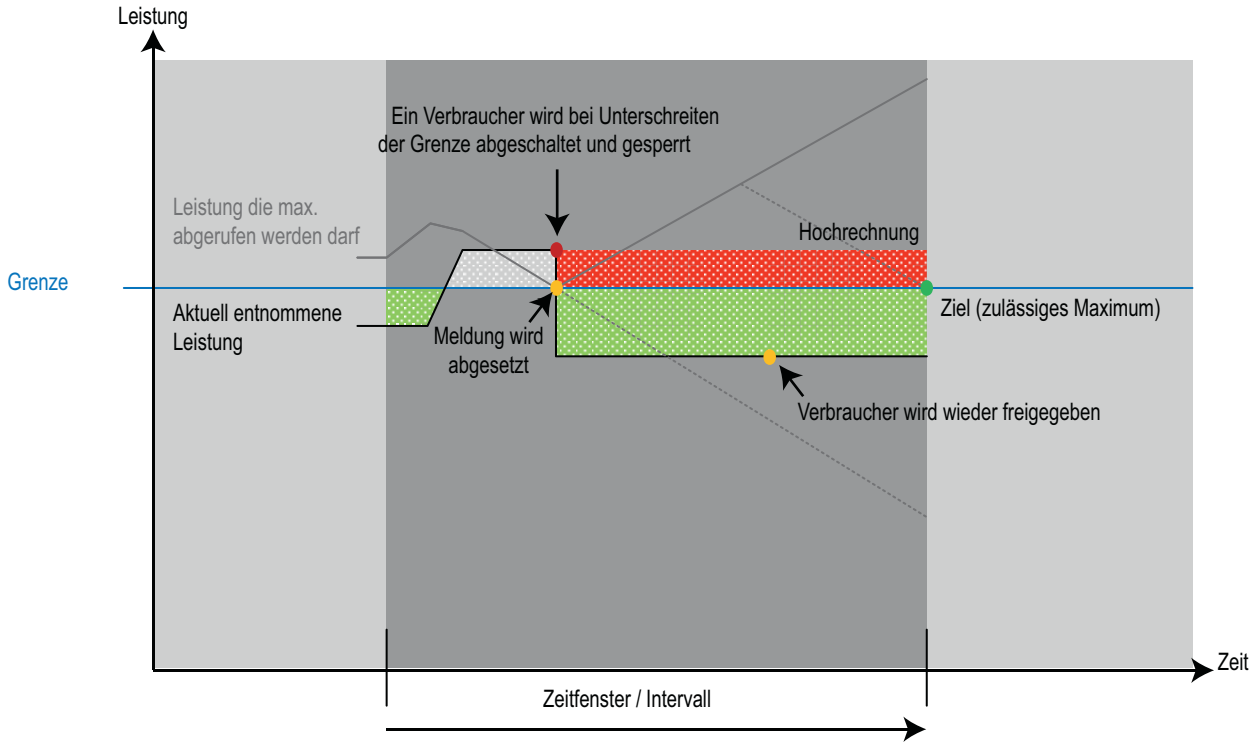 Leistung
Ein Verbraucher wird bei Unterschreiten
der Grenze abgeschaltet und gesperrt
Leistung die max.
abgerufen werden darf
Hochrechnung
Grenze
Aktuell entnommene
Leistung
Meldung wird
abgesetzt
Ziel (zulässiges Maximum)
Verbraucher wird wieder freigegeben
Zeit
Zeitfenster / Intervall